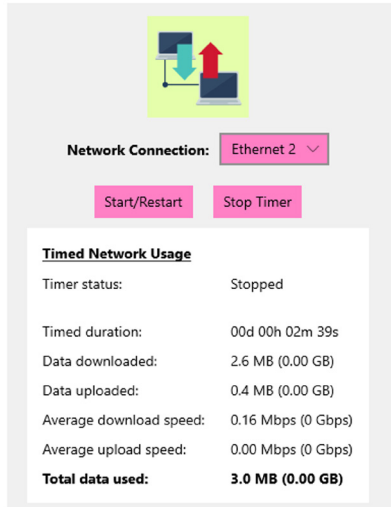 Network Connection: Ethernet 2
Start/Restart Stop Timer
Timed Network Usage
Timer status: Stopped
Timed duration: 00d 00h 02m 39s
Data downloaded: 2.6 MB (0.00 GB)
Data uploaded: 0.4 MB (0.00 GB)
Average download speed: 0.16 Mbps (0 Gbps)
Average upload speed: 0.00 Mbps (0 Gbps)
Total data used: 3.0 MB (0.00 GB)